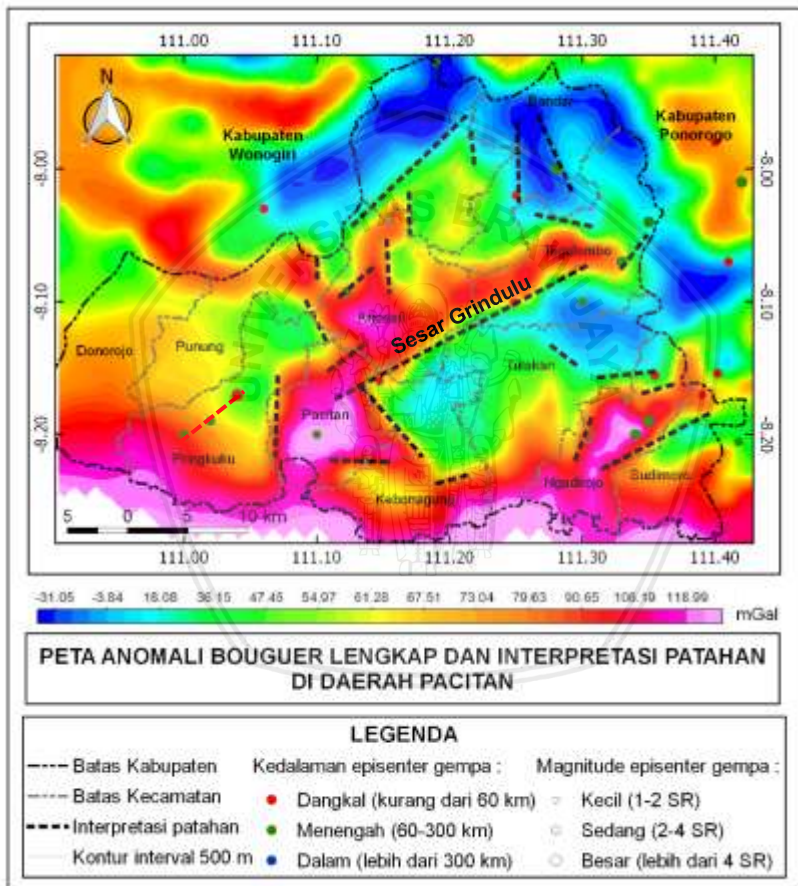 111.00 111.10 111.20 111.30 111.40
N
Bandar
Kabupaten
Wonogiri
Kabupaten
Ponorogo
-8.00 -8.00
Tegalombo
Sesar Grindulu
-8.10 -8.10
Arjosari
Donorojo
Punung
Tulakan
Pacitan
-8.20 -8.20
Pringkuku
Kebonagung
Ngadirojo
Sudimoro
5 0 5 10 km
111.00 111.10 111.20 111.30 111.40
-31.05 -3.84 16.08 36.15 47.45 54.97 61.28 67.51 73.04 79.63 90.65 106.19 118.99
mGal
PETA ANOMALI BOUGUER LENGKAP DAN INTERPRETASI PATAHAN
DI DAERAH PACITAN
LEGENDA
Batas Kabupaten
Batas Kecamatan
Interpretasi patahan
Kontur interval 500 m
Kedalaman episenter gempa :
Dangkal (kurang dari 60 km)
Menengah (60-300 km)
Dalam (lebih dari 300 km)
Magnitude episenter gempa :
Kecil (1-2 SR)
Sedang (2-4 SR)
Besar (lebih dari 4 SR)